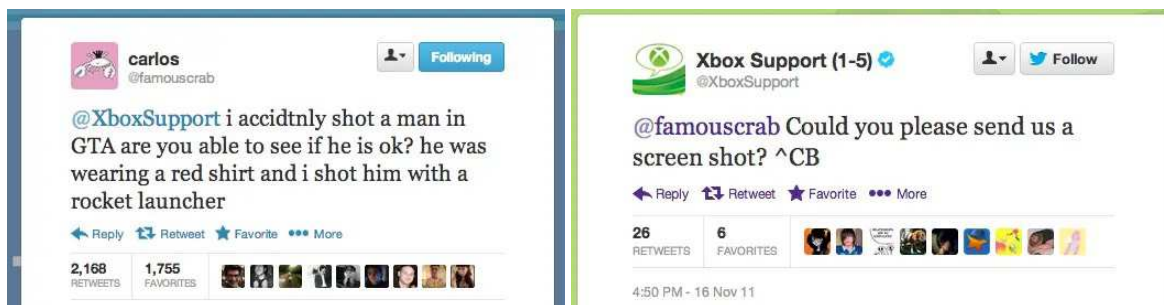 carlos
@famouscrab
Following
@XboxSupport i accidtnly shot a man in
GTA are you able to see if he is ok? he was
wearing a red shirt and i shot him with a
rocket launcher
Reply Retweet Favorite More
2,168 1,755
RETWEETS FAVORITES
Xbox Support (1-5)
@XboxSupport
Follow
@famouscrab Could you please send us a
screen shot? ^CB
Reply Retweet Favorite More
26 6
RETWEETS FAVORITES
4:50 PM - 16 Nov 11